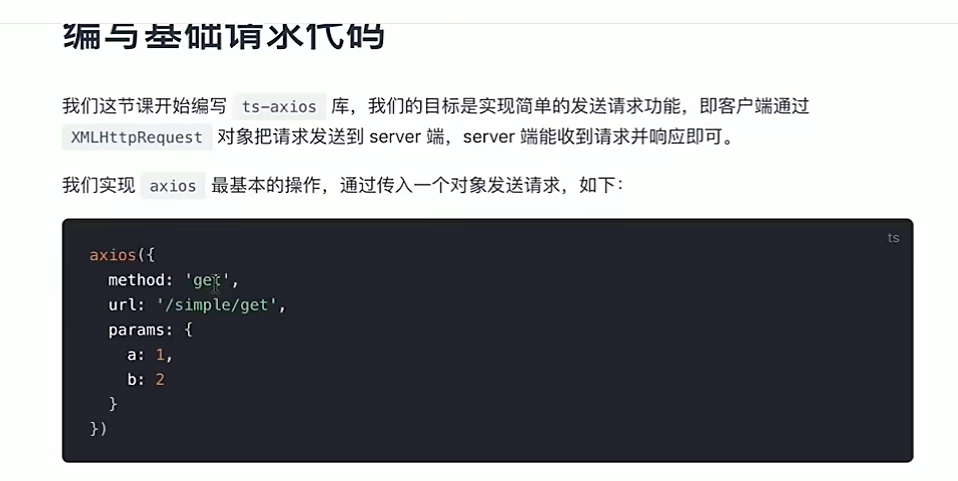 编写基础请求代码
我们这节课开始编写 ts-axios 库，我们的目标是实现简单的发送请求功能，即客户端通过
XMLHttpRequest 对象把请求发送到 server 端，server 端能收到请求并响应即可。
我们实现 axios 最基本的操作，通过传入一个对象发送请求，如下：
ts
axios({
  method: 'get',
  url: '/simple/get',
  params: {
    a: 1,
    b: 2
  }
})